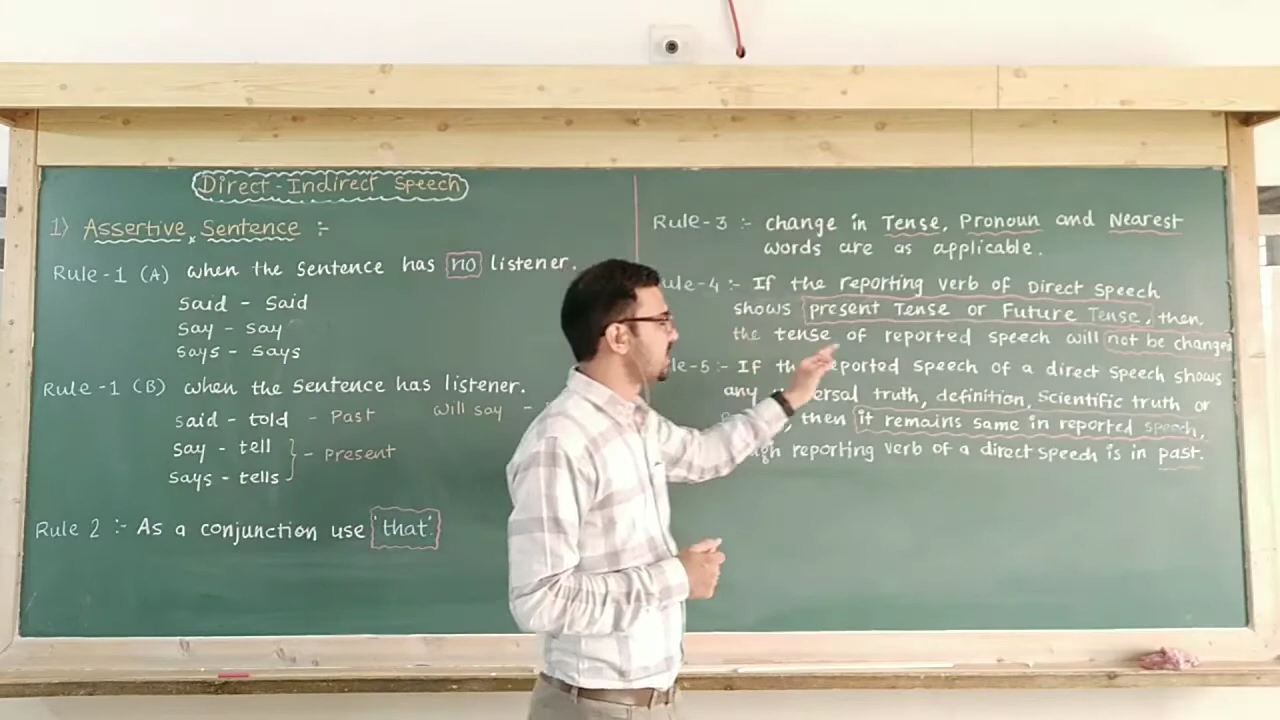 Direct-Indirect Speech
1) Assertive Sentence :-
Rule-1 (A) when the sentence has no listener.
said - said
say - say
says - says
Rule-1 (B) when the sentence has listener.
said - told - Past
will say -
say - tell
- present
says - tells
Rule 2 :- As a conjunction use 'that'.
Rule-3 :- change in Tense, Pronoun and Nearest
words are as applicable.
-4 :- If the reporting verb of Direct speech
shows present Tense or Future Tense, then
the tense of reported speech will not be changed
-5 :- If reported speech of a direct speech shows
any truth, definition, scientific truth or
then it remains same in reported speech,
reporting verb of a direct speech is in past.